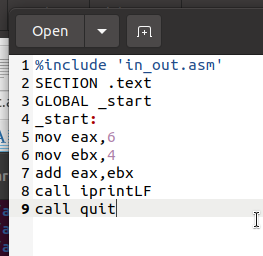 Open
1 %include 'in_out.asm'
2 SECTION .text
3 GLOBAL _start
4 _start:
5 mov eax,6
6 mov ebx,4
7 add eax,ebx
8 call iprintLF
9 call quit